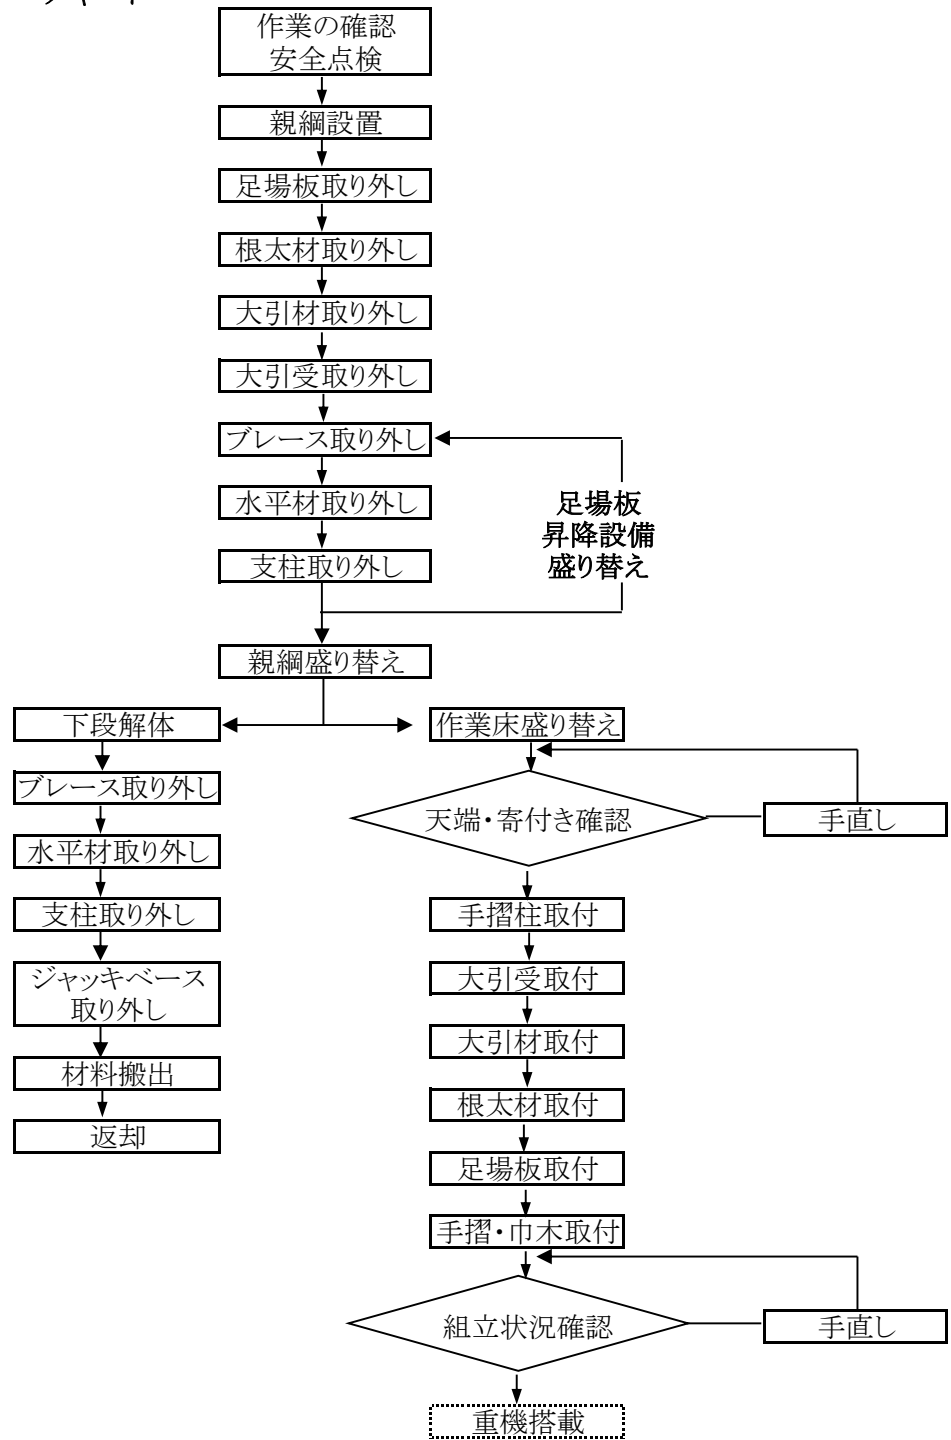 作業の確認
安全点検
親綱設置
足場板取り外し
根太材取り外し
大引材取り外し
大引受取り外し
ブレース取り外し
水平材取り外し
支柱取り外し
足場板
昇降設備
盛り替え
親綱盛り替え
下段解体
ブレース取り外し
水平材取り外し
支柱取り外し
ジャッキベース
取り外し
材料搬出
返却
作業床盛り替え
天端・寄付き確認
手直し
手摺柱取付
大引受取付
大引材取付
根太材取付
足場板取付
手摺・巾木取付
組立状況確認
手直し
重機搭載